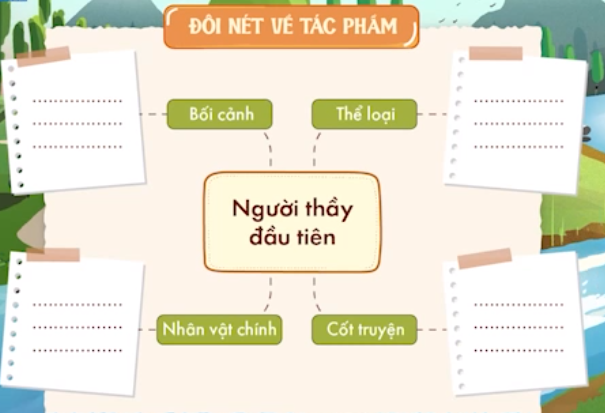 ĐÔI NÉT VỀ TÁC PHẨM
Bối cảnh
Thể loại
Người thầy
đầu tiên
Nhân vật chính
Cốt truyện